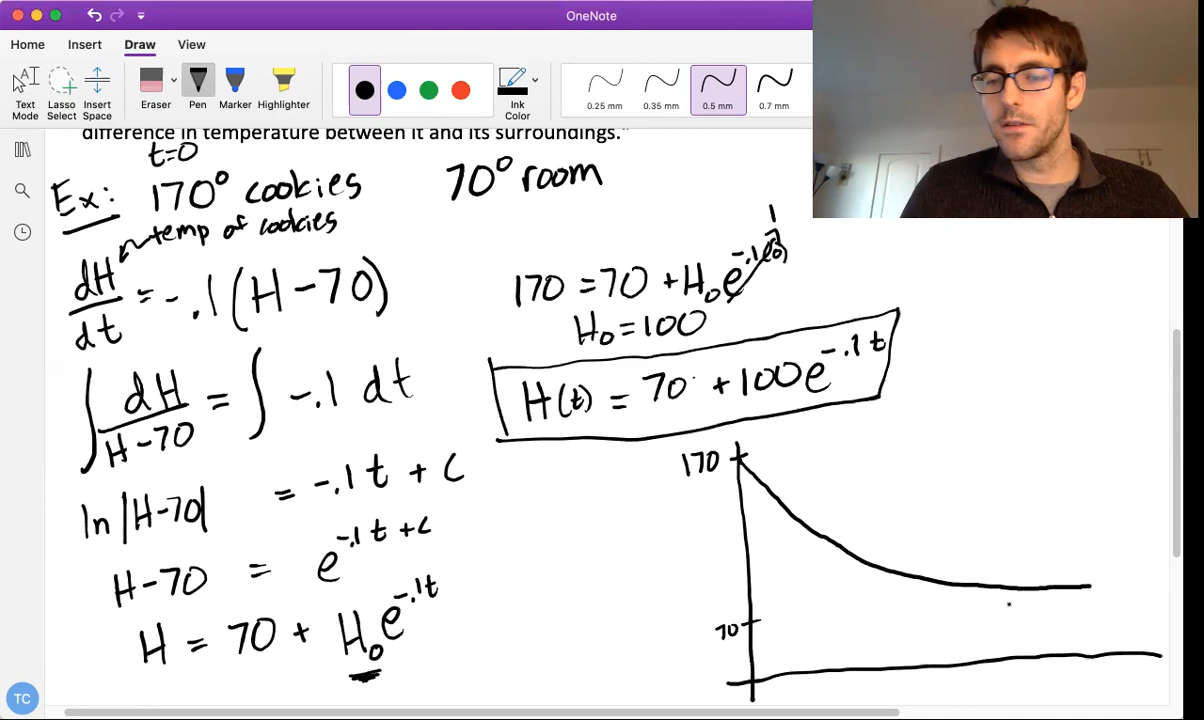 OneNote
Home Insert Draw View
Text Mode
Lasso Select
Insert Space
Eraser
Pen
Marker
Highlighter
Ink Color
0.25 mm
0.35 mm
0.5 mm
0.7 mm
difference in temperature between it and its surroundings."
t=0
Ex: 170° cookies 70° room
temp of cookies
dH/dt = -.1(H-70)
∫ dH/(H-70) = ∫ -.1 dt
ln|H-70| = -.1t + C
H-70 = e^(-.1t+C)
H = 70 + H₀e^(-.1t)
1
170 = 70 + H₀e^(-.1(0))
H₀ = 100
H(t) = 70 + 100e^(-.1t)
170
70
TC